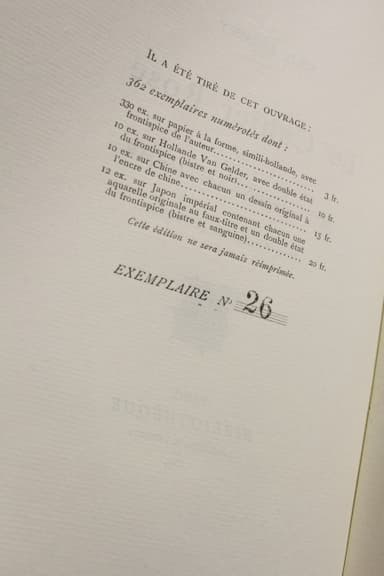 IL A ÉTÉ TIRÉ DE CET OUVRAGE :
362 exemplaires numérotés dont :
330 ex. sur papier à la forme, simili-hollande, avec
frontispice de l'auteur.................. 3 fr.
10 ex. sur Hollande Van Gelder, avec double état
du frontispice (bistre et noir).................. 10 fr.
10 ex. sur Chine avec chacun un dessin original à
l'encre de chine.................. 15 fr.
12 ex. sur Japon impérial contenant chacun une
aquarelle originale au faux-titre et un double état
du frontispice (bistre et sanguine).................. 20 fr.
Cette édition ne sera jamais réimprimée.
EXEMPLAIRE N° 26